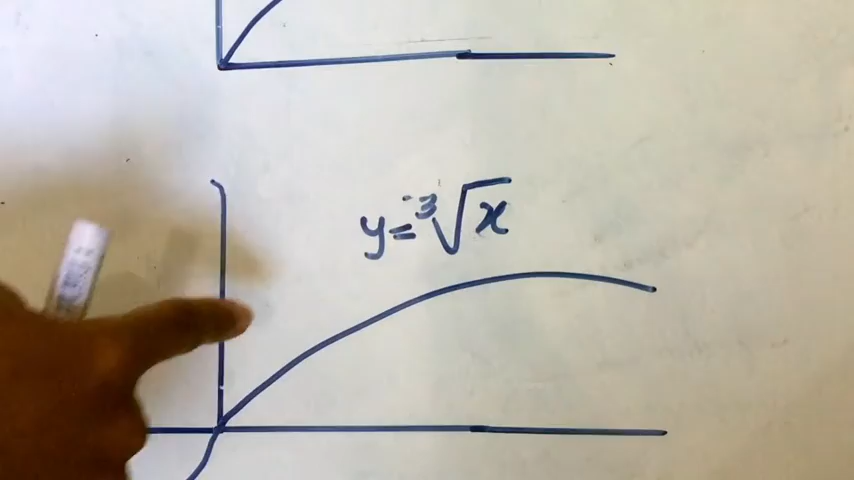 y = ∛x